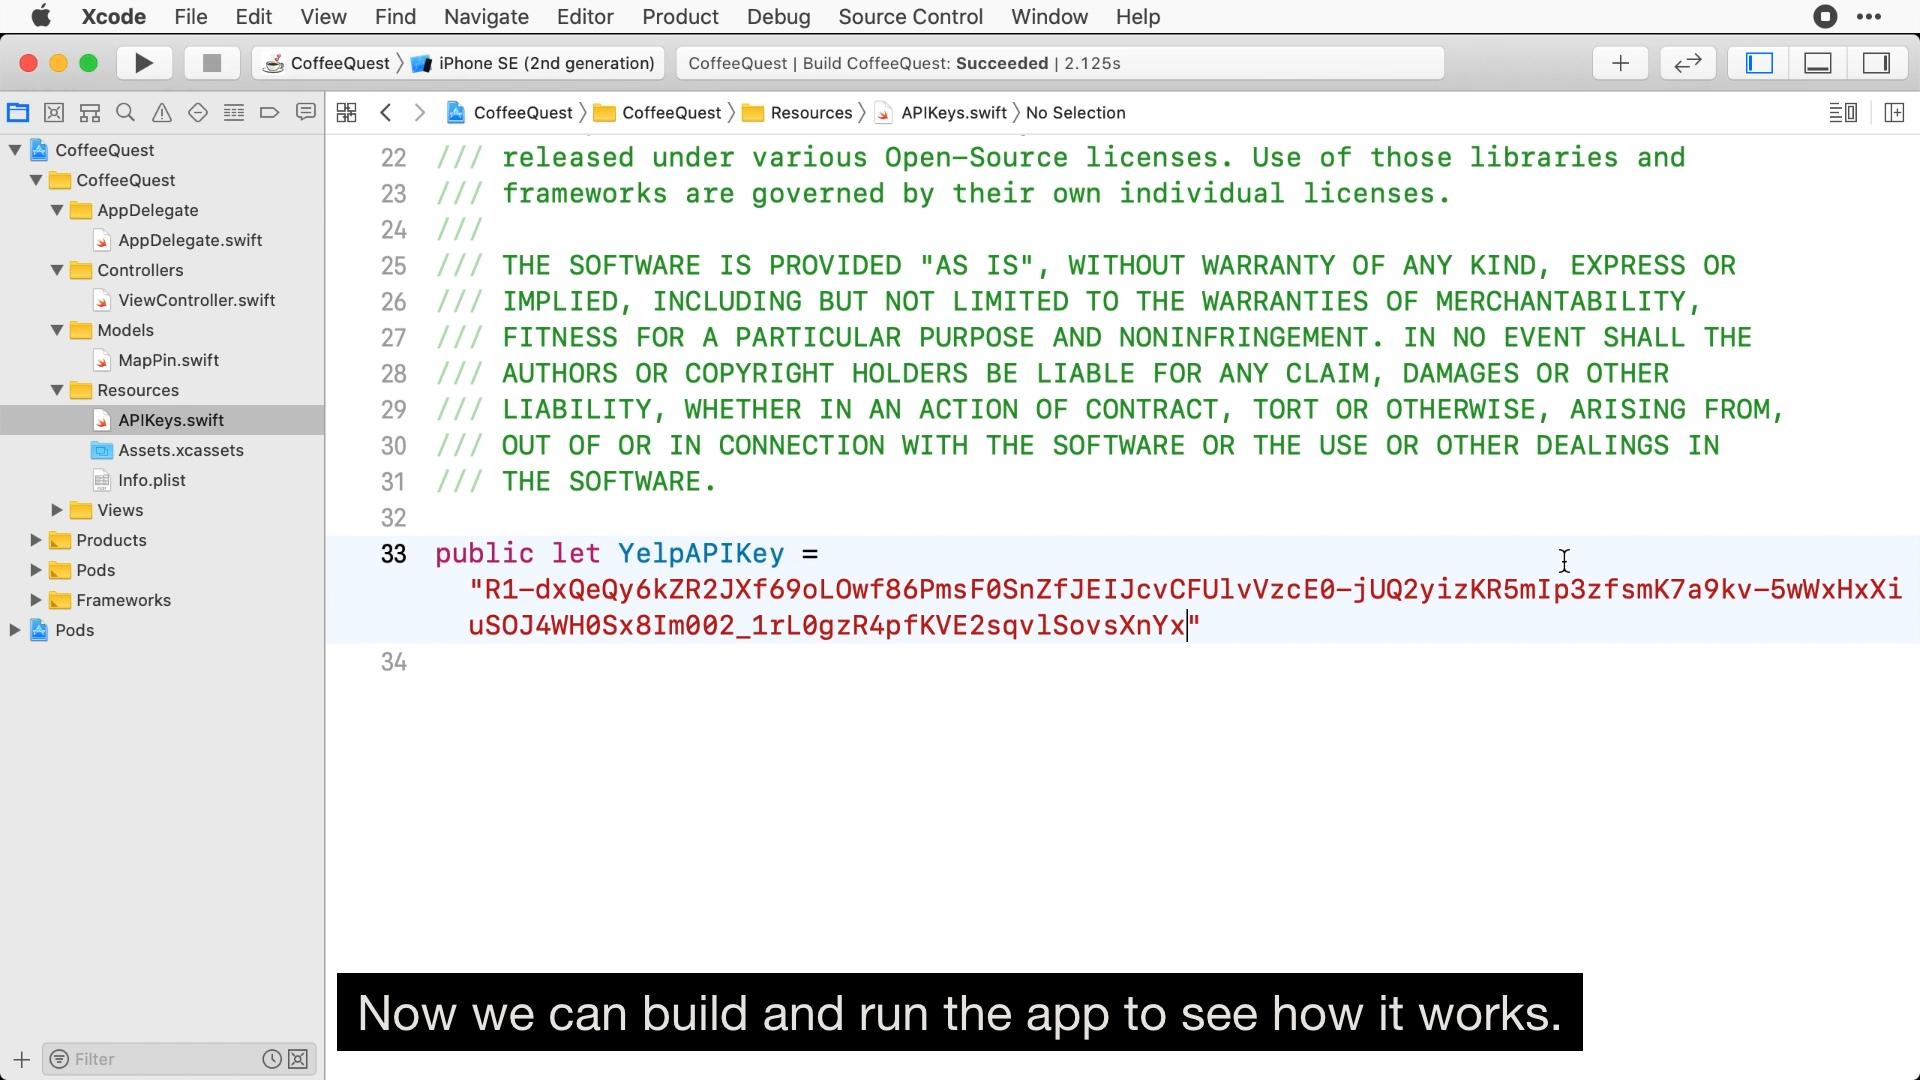 Xcode File Edit View Find Navigate Editor Product Debug Source Control Window Help
CoffeeQuest iPhone SE (2nd generation) CoffeeQuest | Build CoffeeQuest: Succeeded | 2.125s
CoffeeQuest CoffeeQuest Resources APIKeys.swift No Selection
CoffeeQuest
CoffeeQuest
AppDelegate
AppDelegate.swift
Controllers
ViewController.swift
Models
MapPin.swift
Resources
APIKeys.swift
Assets.xcassets
Info.plist
Views
Products
Pods
Frameworks
Pods
Filter
22 /// released under various Open-Source licenses. Use of those libraries and
23 /// frameworks are governed by their own individual licenses.
24 ///
25 /// THE SOFTWARE IS PROVIDED "AS IS", WITHOUT WARRANTY OF ANY KIND, EXPRESS OR
26 /// IMPLIED, INCLUDING BUT NOT LIMITED TO THE WARRANTIES OF MERCHANTABILITY,
27 /// FITNESS FOR A PARTICULAR PURPOSE AND NONINFRINGEMENT. IN NO EVENT SHALL THE
28 /// AUTHORS OR COPYRIGHT HOLDERS BE LIABLE FOR ANY CLAIM, DAMAGES OR OTHER
29 /// LIABILITY, WHETHER IN AN ACTION OF CONTRACT, TORT OR OTHERWISE, ARISING FROM,
30 /// OUT OF OR IN CONNECTION WITH THE SOFTWARE OR THE USE OR OTHER DEALINGS IN
31 /// THE SOFTWARE.
32
33 public let YelpAPIKey =
"R1-dxQeQy6kZR2JXf69oLOwf86PmsF0SnZfJEIJcvCFUlvVzcE0-jUQ2yizKR5mIp3zfsmK7a9kv-5wWxHxXi
uSOJ4WH0Sx8Im002_1rL0gzR4pfKVE2sqvlSovsXnYx"
34
Now we can build and run the app to see how it works.